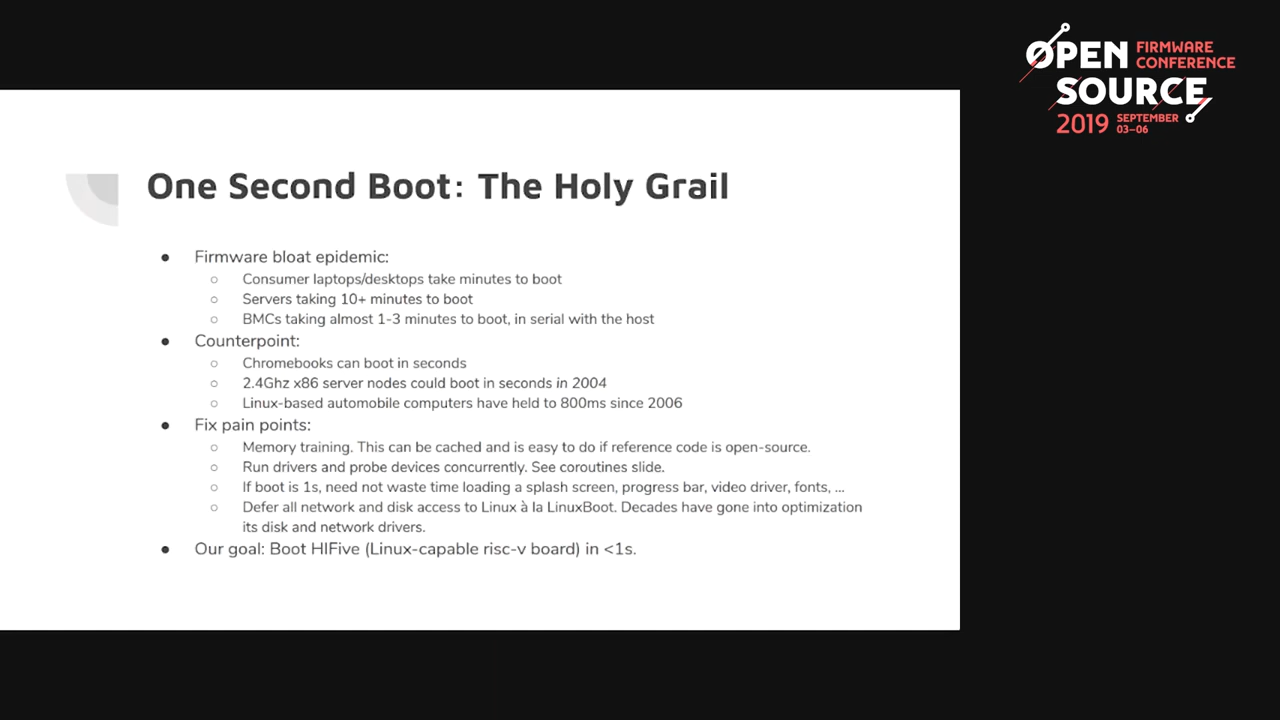 OPEN FIRMWARE
CONFERENCE
SOURCE
2019 SEPTEMBER
03–06
One Second Boot: The Holy Grail
● Firmware bloat epidemic:
○ Consumer laptops/desktops take minutes to boot
○ Servers taking 10+ minutes to boot
○ BMCs taking almost 1-3 minutes to boot, in serial with the host
● Counterpoint:
○ Chromebooks can boot in seconds
○ 2.4Ghz x86 server nodes could boot in seconds in 2004
○ Linux-based automobile computers have held to 800ms since 2006
● Fix pain points:
○ Memory training. This can be cached and is easy to do if reference code is open-source.
○ Run drivers and probe devices concurrently. See coroutines slide.
○ If boot is 1s, need not waste time loading a splash screen, progress bar, video driver, fonts, ...
○ Defer all network and disk access to Linux à la LinuxBoot. Decades have gone into optimization
its disk and network drivers.
● Our goal: Boot HIFive (Linux-capable risc-v board) in <1s.